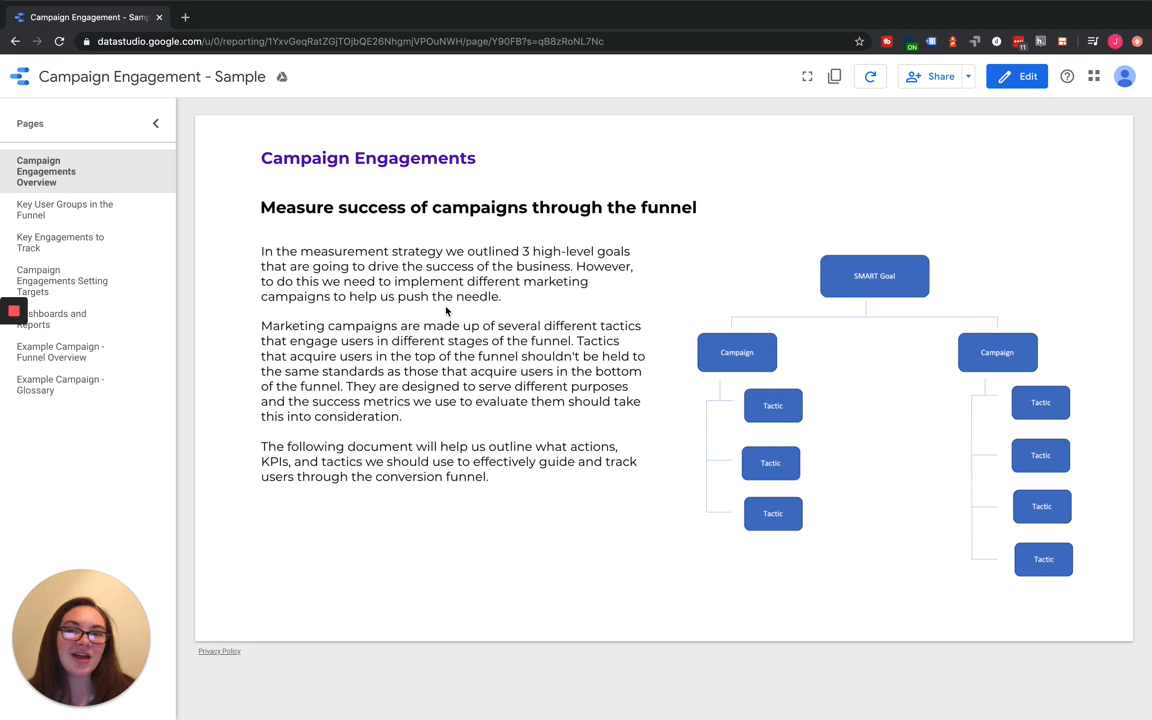 Campaign Engagement - Sam
datastudio.google.com/u/0/reporting/1YxvGeqRatZGjTOjbQE26NhgmjVPOuNWH/page/Y90FB?s=qB8zRoNL7Nc
ON
11
J
Campaign Engagement - Sample
Share
Edit
Pages
Campaign
Engagements
Overview
Key User Groups in the
Funnel
Key Engagements to
Track
Campaign
Engagements Setting
Targets
shboards and
Reports
Example Campaign -
Funnel Overview
Example Campaign -
Glossary
Campaign Engagements
Measure success of campaigns through the funnel
In the measurement strategy we outlined 3 high-level goals
that are going to drive the success of the business. However,
to do this we need to implement different marketing
campaigns to help us push the needle.
Marketing campaigns are made up of several different tactics
that engage users in different stages of the funnel. Tactics
that acquire users in the top of the funnel shouldn't be held to
the same standards as those that acquire users in the bottom
of the funnel. They are designed to serve different purposes
and the success metrics we use to evaluate them should take
this into consideration.
The following document will help us outline what actions,
KPIs, and tactics we should use to effectively guide and track
users through the conversion funnel.
SMART Goal
Campaign
Tactic
Tactic
Tactic
Campaign
Tactic
Tactic
Tactic
Tactic
Privacy Policy